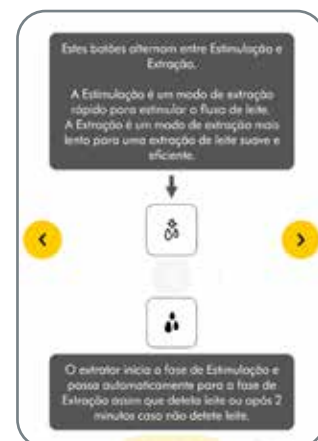 Estes botões alternam entre Estimulação e
Extração.
A Estimulação é um modo de extração
rápido para estimular o fluxo de leite.
A Extração é um modo de extração mais
lento para uma extração de leite suave e
eficiente.
O extrator inicia a fase de Estimulação e
passa automaticamente para a fase de
Extração assim que deteta leite ou após 2
minutos caso não detete leite.